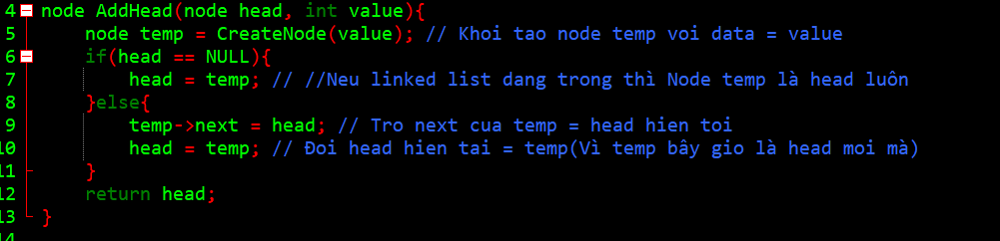 4 node AddHead(node head, int value){
5 node temp = CreateNode(value); // Khoi tao node temp voi data = value
6 if(head == NULL){
7 head = temp; // //Neu linked list dang trong thì Node temp là head luôn
8 }else{
9 temp->next = head; // Tro next cua temp = head hien toi
10 head = temp; // Đoi head hien tai = temp(Vì temp bây gio là head moi mà)
11 }
12 return head;
13 }